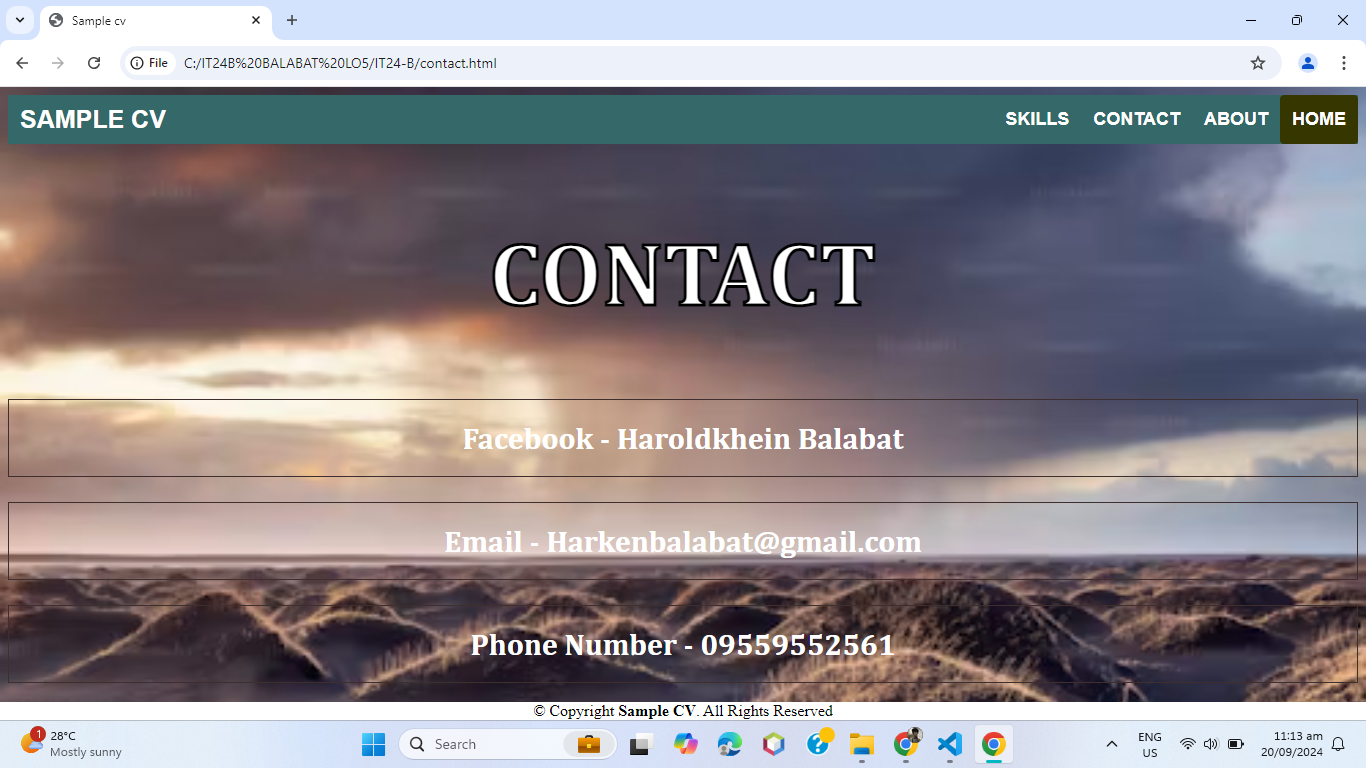 Sample cv
File C:/IT24B%20BALABAT%20LO5/IT24-B/contact.html
SAMPLE CV SKILLS CONTACT ABOUT HOME
CONTACT
Facebook - Haroldkhein Balabat
Email - Harkenbalabat@gmail.com
Phone Number - 09559552561
© Copyright Sample CV. All Rights Reserved
1
28°C
Mostly sunny
Search
ENG
US
11:13 am
20/09/2024